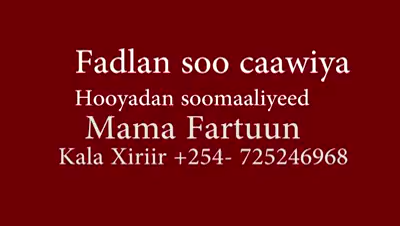 Fadlan soo caawiya
Hooyadan soomaaliyeed
Mama Fartuun
Kala Xiriir +254- 725246968